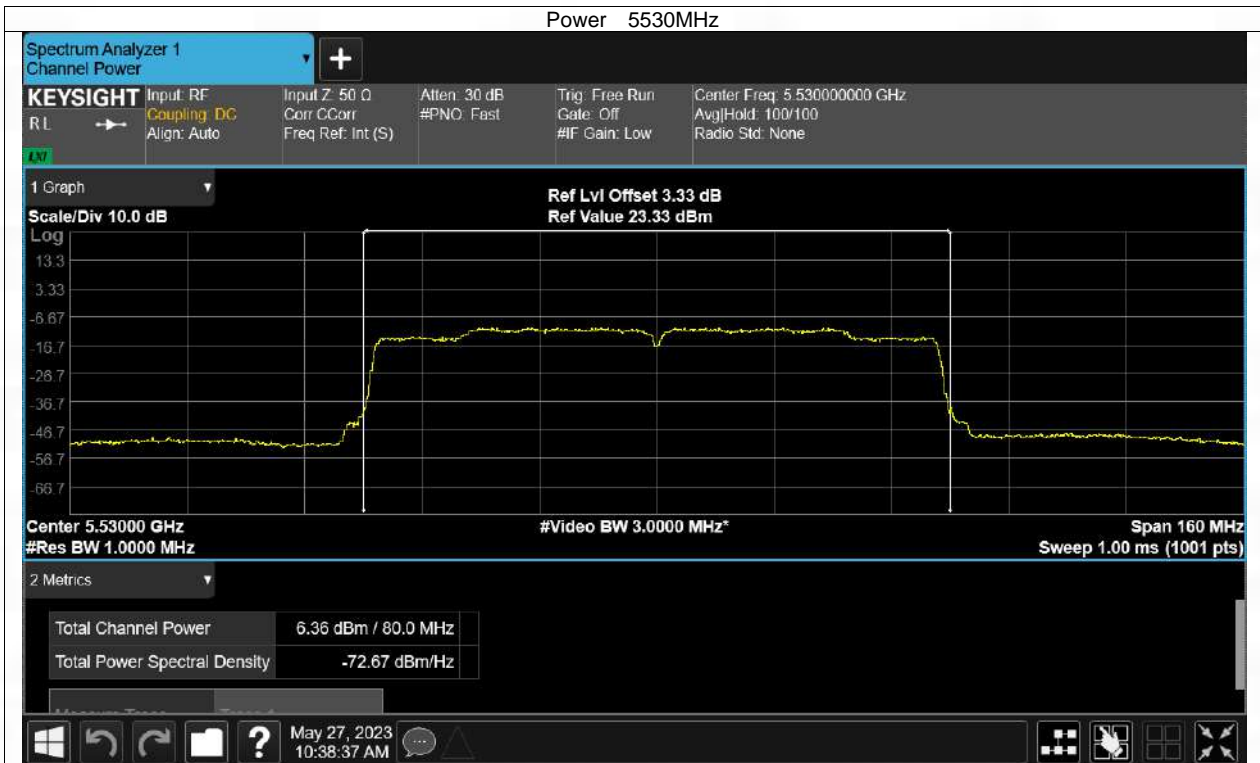 Power 5530MHz
Spectrum Analyzer 1
Channel Power
+
KEYSIGHT
RL
LXI
Input: RF
Coupling: DC
Align: Auto
Input Z: 50 Ω
Corr CCorr
Freq Ref: Int (S)
Atten: 30 dB
#PNO: Fast
Trig: Free Run
Gate: Off
#IF Gain: Low
Center Freq: 5.530000000 GHz
Avg|Hold: 100/100
Radio Std: None
1 Graph
Scale/Div 10.0 dB
Ref Lvl Offset 3.33 dB
Ref Value 23.33 dBm
Log
13.3
3.33
-6.67
-16.7
-26.7
-36.7
-46.7
-56.7
-66.7
Center 5.53000 GHz
#Video BW 3.0000 MHz*
Span 160 MHz
#Res BW 1.0000 MHz
Sweep 1.00 ms (1001 pts)
2 Metrics
Total Channel Power 6.36 dBm / 80.0 MHz
Total Power Spectral Density -72.67 dBm/Hz
?
May 27, 2023
10:38:37 AM